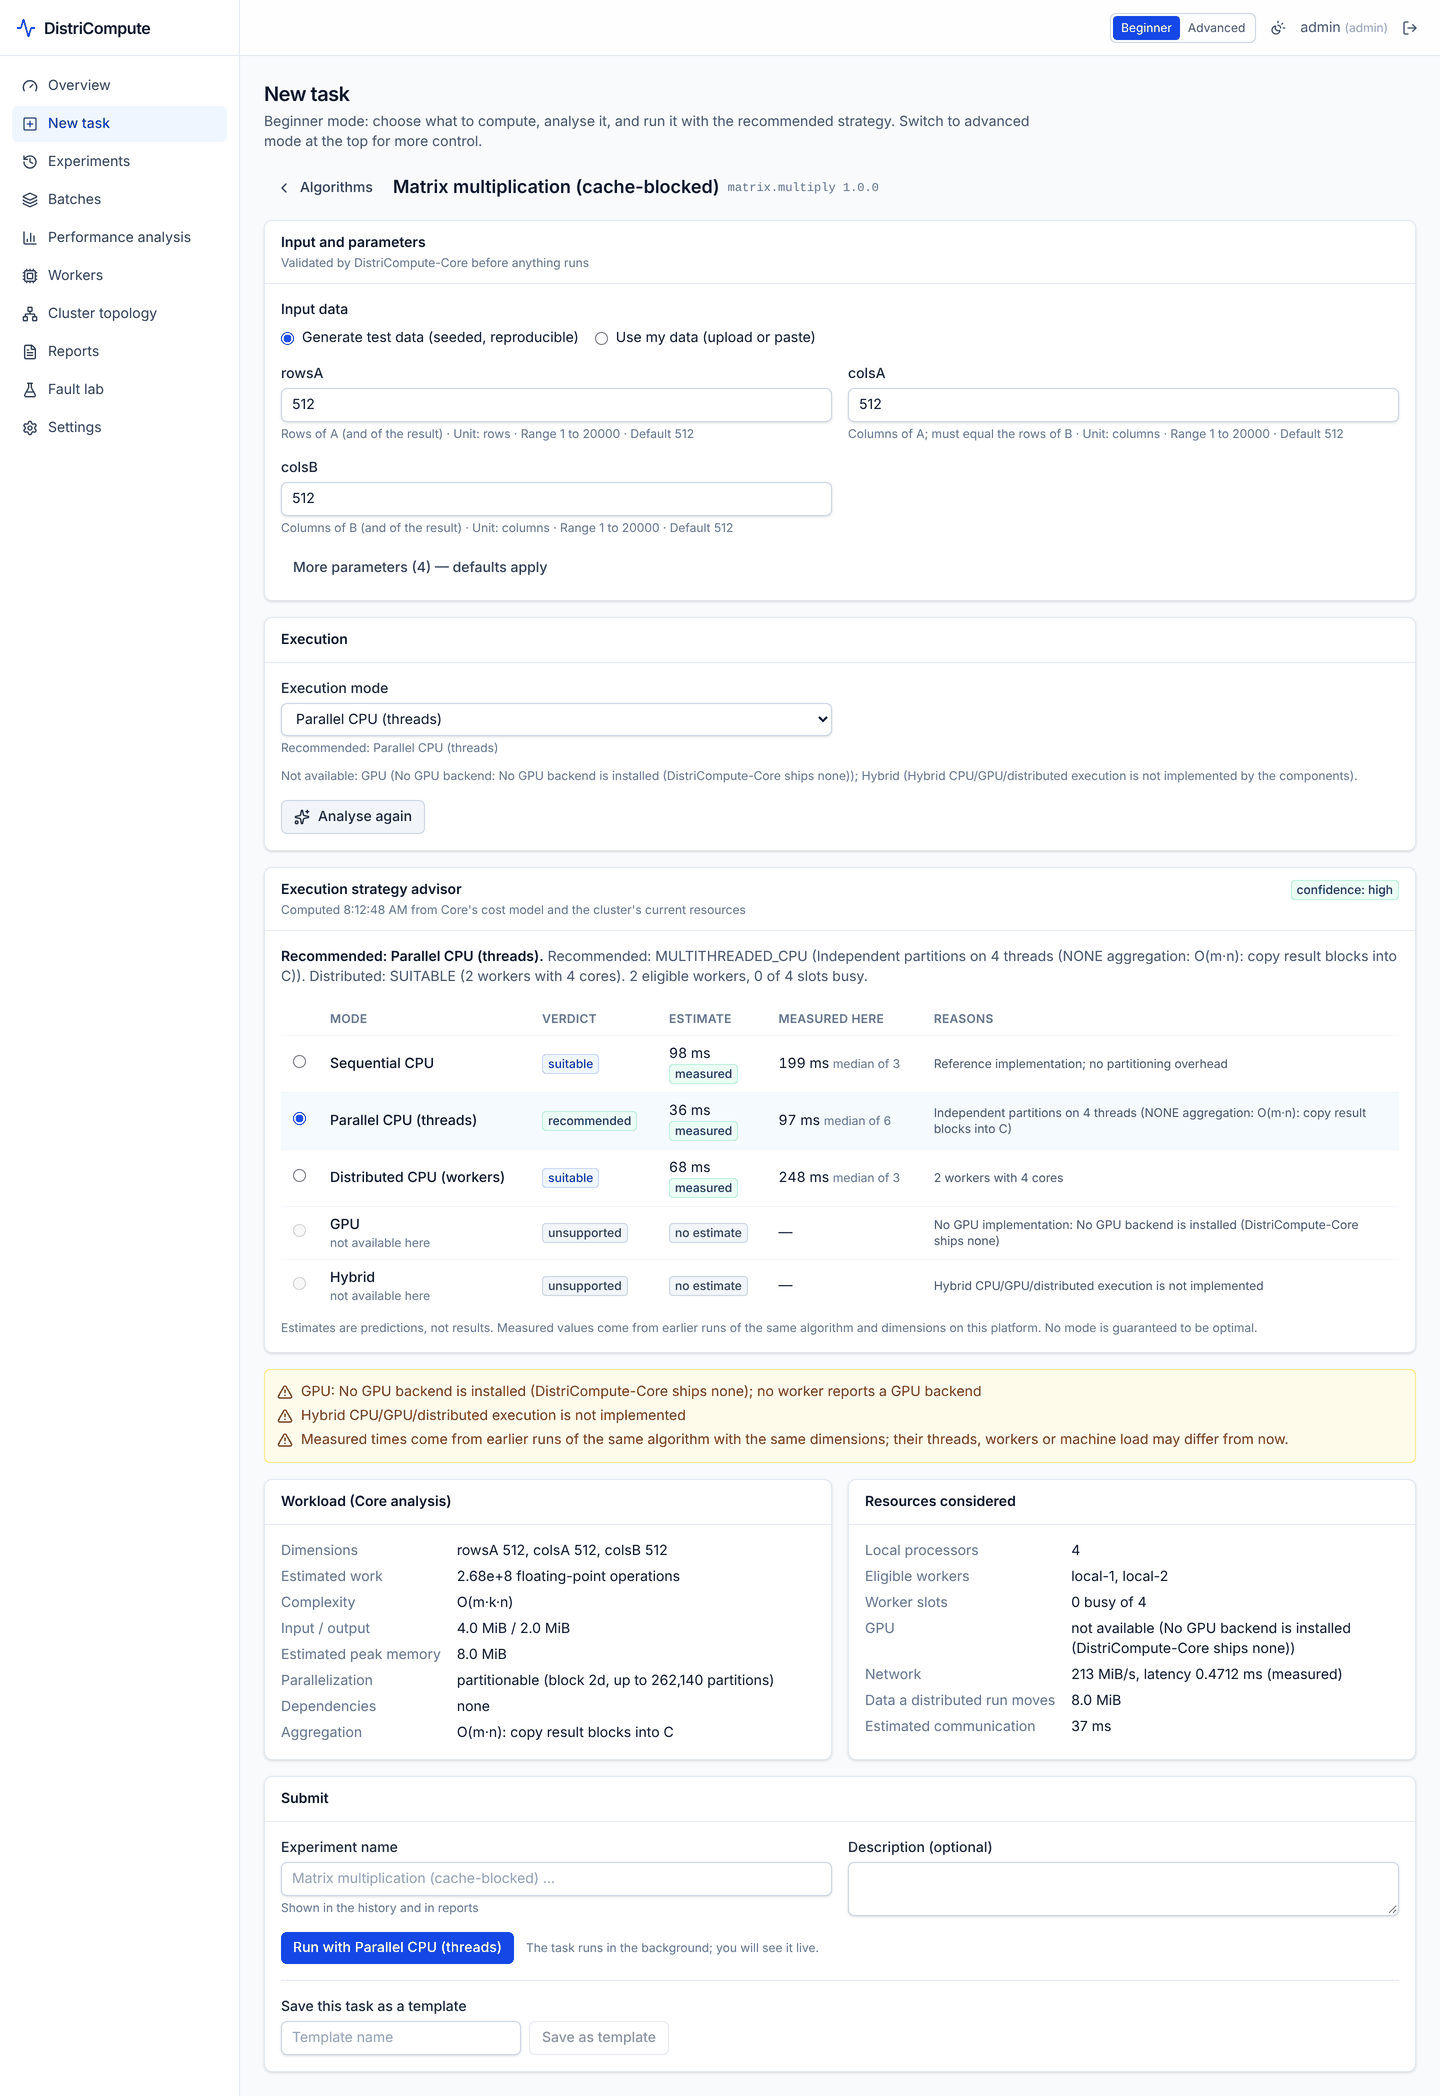 DistriCompute
Beginner
Advanced
admin (admin)
Overview
New task
Experiments
Batches
Performance analysis
Workers
Cluster topology
Reports
Fault lab
Settings
New task
Beginner mode: choose what to compute, analyse it, and run it with the recommended strategy. Switch to advanced
mode at the top for more control.
Algorithms
Matrix multiplication (cache-blocked) matrix.multiply 1.0.0
Input and parameters
Validated by DistriCompute-Core before anything runs
Input data
Generate test data (seeded, reproducible)
Use my data (upload or paste)
rowsA
512
Rows of A (and of the result) · Unit: rows · Range 1 to 20000 · Default 512
colsA
512
Columns of A; must equal the rows of B · Unit: columns · Range 1 to 20000 · Default 512
colsB
512
Columns of B (and of the result) · Unit: columns · Range 1 to 20000 · Default 512
More parameters (4) — defaults apply
Execution
Execution mode
Parallel CPU (threads)
Recommended: Parallel CPU (threads)
Not available: GPU (No GPU backend: No GPU backend is installed (DistriCompute-Core ships none)); Hybrid (Hybrid CPU/GPU/distributed execution is not implemented by the components).
Analyse again
Execution strategy advisor
confidence: high
Computed 8:12:48 AM from Core's cost model and the cluster's current resources
Recommended: Parallel CPU (threads). Recommended: MULTITHREADED_CPU (Independent partitions on 4 threads (NONE aggregation: O(m·n): copy result blocks into
C)). Distributed: SUITABLE (2 workers with 4 cores). 2 eligible workers, 0 of 4 slots busy.
MODE VERDICT ESTIMATE MEASURED HERE REASONS
Sequential CPU suitable 98 ms measured 199 ms median of 3 Reference implementation; no partitioning overhead
Parallel CPU (threads) recommended 36 ms measured 97 ms median of 6 Independent partitions on 4 threads (NONE aggregation: O(m·n): copy result
blocks into C)
Distributed CPU (workers) suitable 68 ms measured 248 ms median of 3 2 workers with 4 cores
GPU
not available here
unsupported no estimate — No GPU implementation: No GPU backend is installed (DistriCompute-Core
ships none)
Hybrid
not available here
unsupported no estimate — Hybrid CPU/GPU/distributed execution is not implemented
Estimates are predictions, not results. Measured values come from earlier runs of the same algorithm and dimensions on this platform. No mode is guaranteed to be optimal.
GPU: No GPU backend is installed (DistriCompute-Core ships none); no worker reports a GPU backend
Hybrid CPU/GPU/distributed execution is not implemented
Measured times come from earlier runs of the same algorithm with the same dimensions; their threads, workers or machine load may differ from now.
Workload (Core analysis)
Dimensions rowsA 512, colsA 512, colsB 512
Estimated work 2.68e+8 floating-point operations
Complexity O(m·k·n)
Input / output 4.0 MiB / 2.0 MiB
Estimated peak memory 8.0 MiB
Parallelization partitionable (block 2d, up to 262,140 partitions)
Dependencies none
Aggregation O(m·n): copy result blocks into C
Resources considered
Local processors 4
Eligible workers local-1, local-2
Worker slots 0 busy of 4
GPU not available (No GPU backend is installed
(DistriCompute-Core ships none))
Network 213 MiB/s, latency 0.4712 ms (measured)
Data a distributed run moves 8.0 MiB
Estimated communication 37 ms
Submit
Experiment name
Matrix multiplication (cache-blocked) ...
Shown in the history and in reports
Description (optional)
Run with Parallel CPU (threads)
The task runs in the background; you will see it live.
Save this task as a template
Template name
Save as template